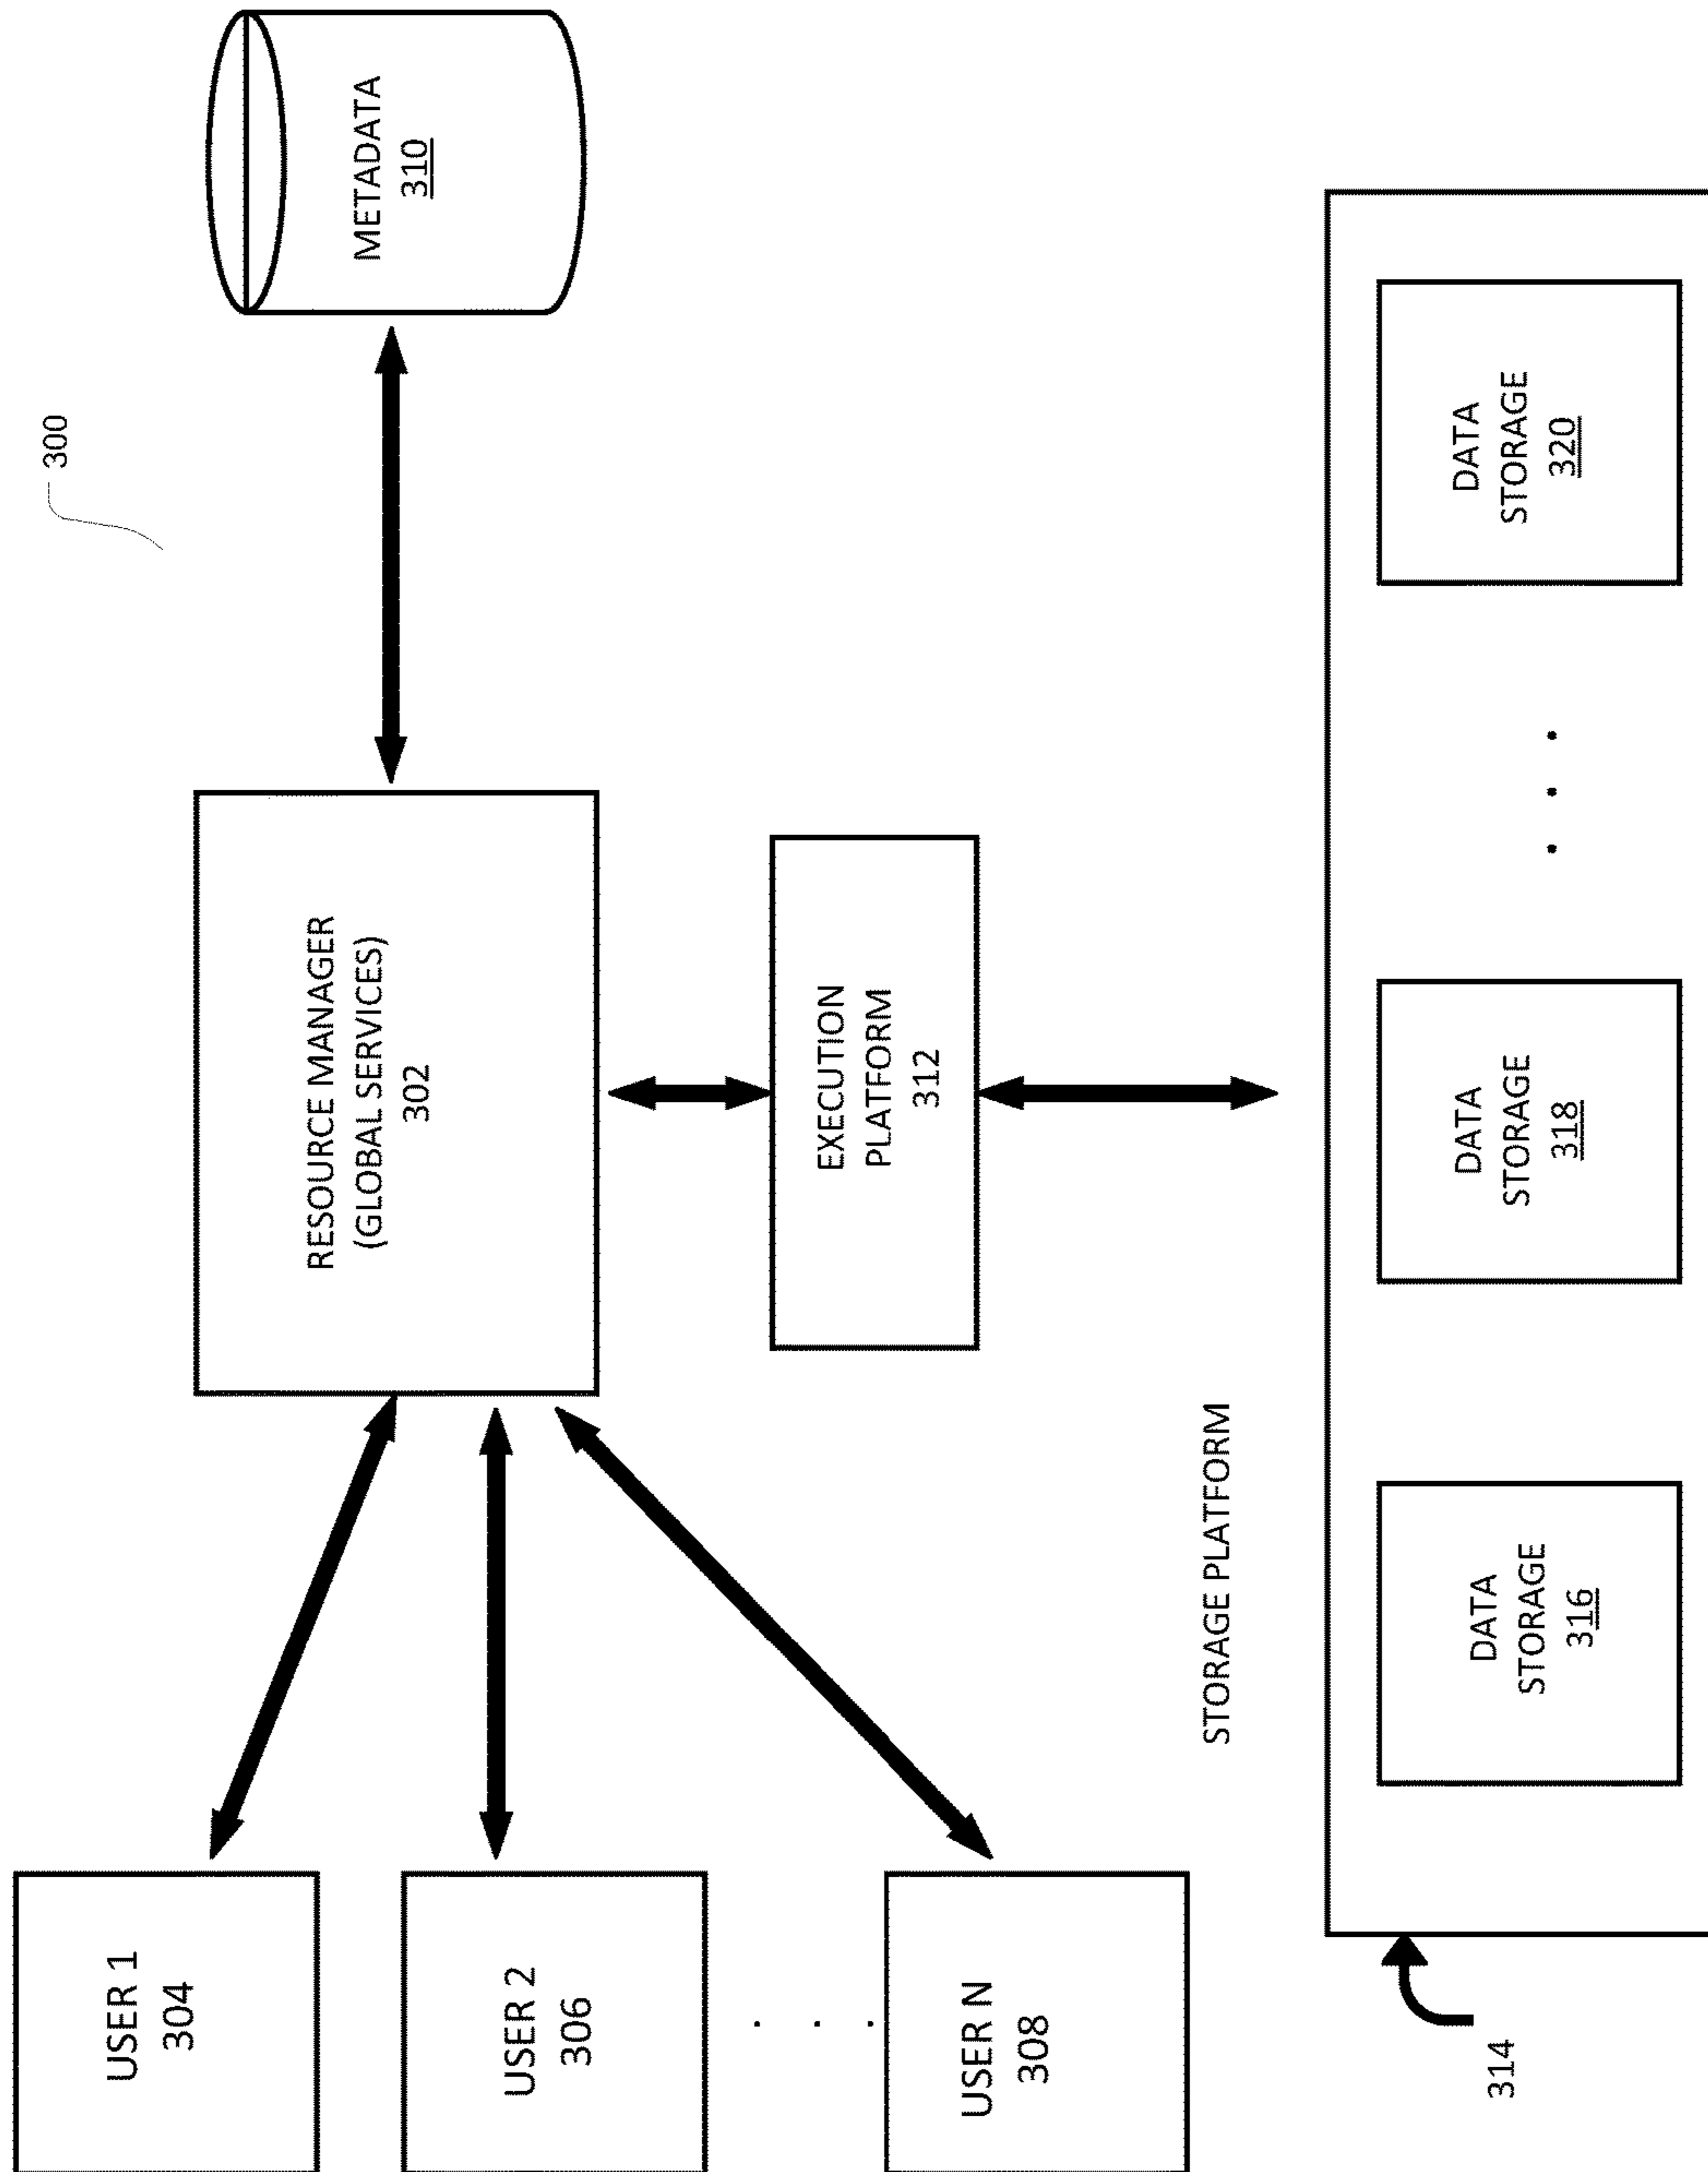 300
USER 1
304
USER 2
306
. . .
USER N
308
RESOURCE MANAGER
(GLOBAL SERVICES)
302
METADATA
310
EXECUTION
PLATFORM
312
STORAGE PLATFORM
314
DATA
STORAGE
316
DATA
STORAGE
318
. . .
DATA
STORAGE
320